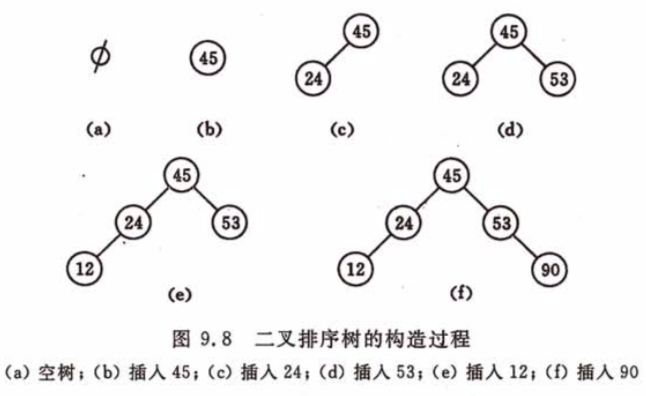 ϕ 45 45 45
24 24 53
(a) (b) (c) (d)
45 45
24 53 24 53
12 12 90
(e) (f)
图 9.8 二叉排序树的构造过程
(a) 空树; (b) 插入 45; (c) 插入 24; (d) 插入 53; (e) 插入 12; (f) 插入 90